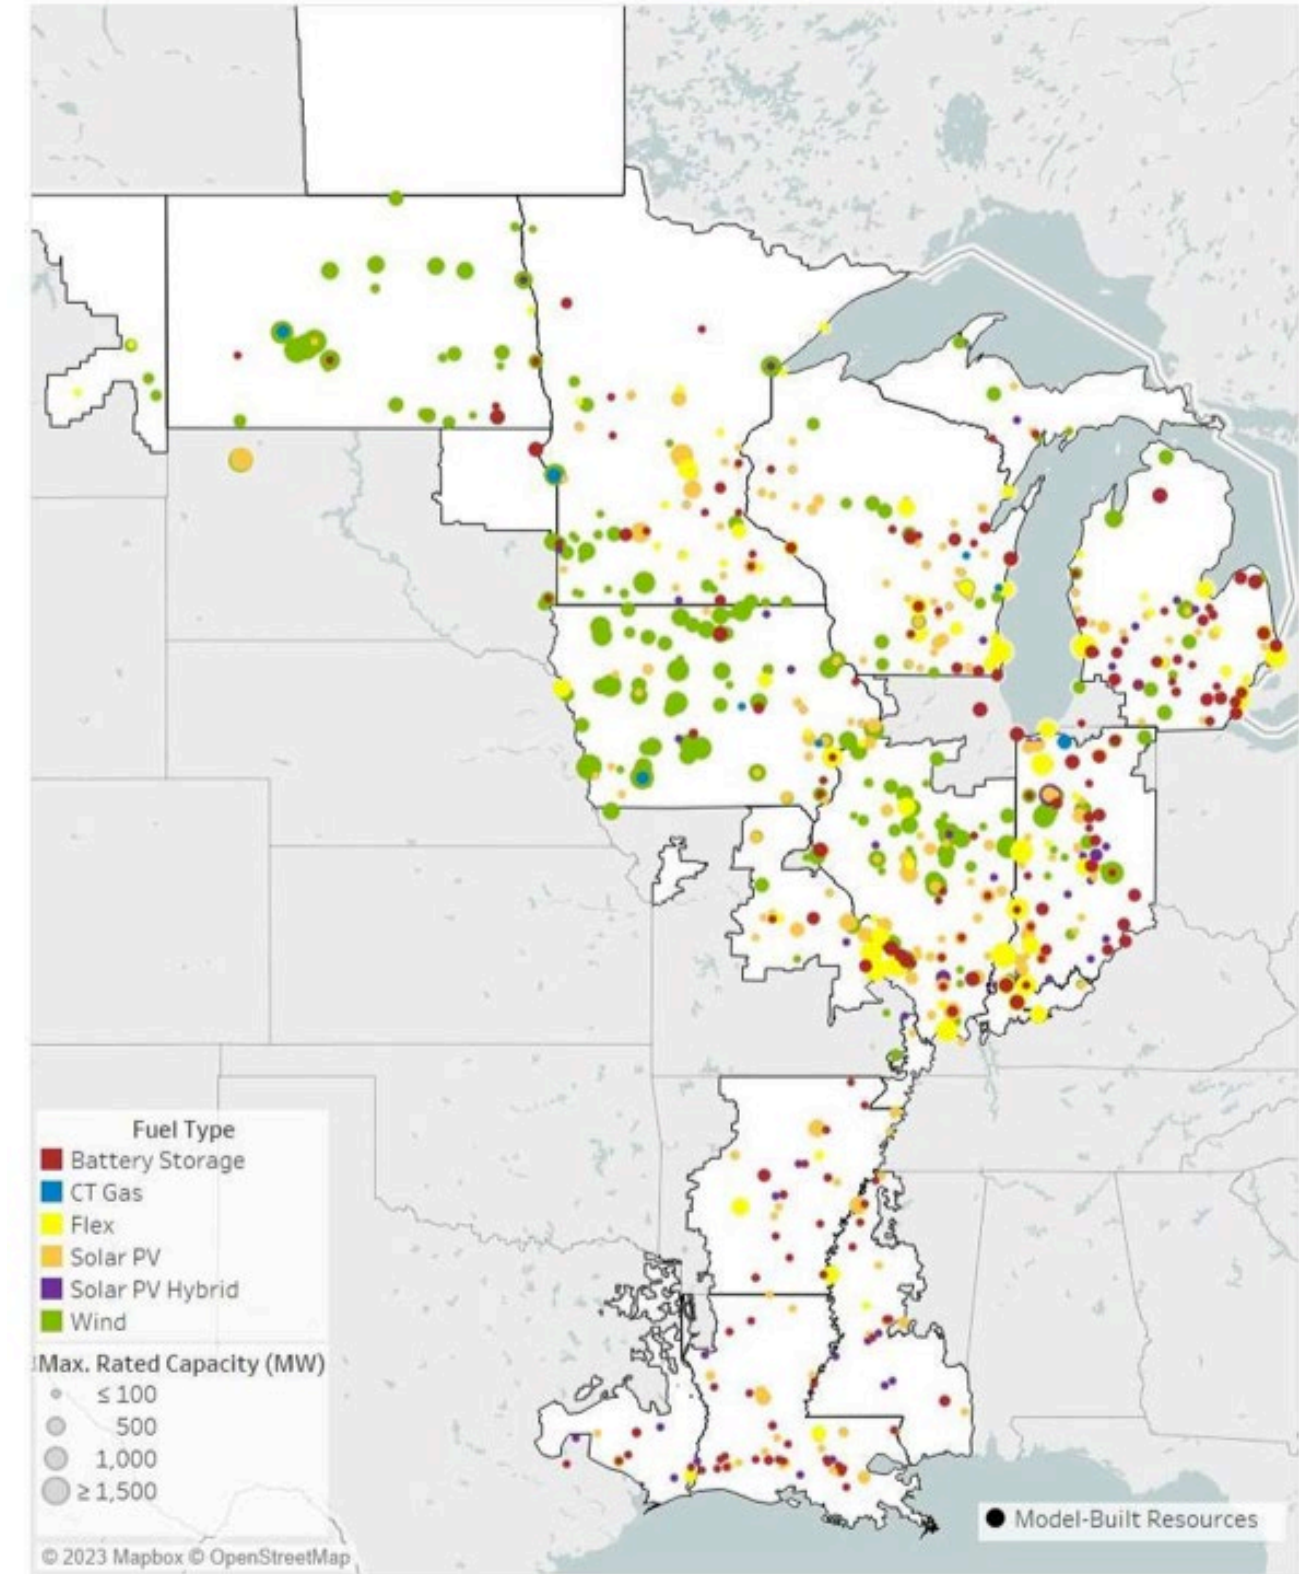 Fuel Type
Battery Storage
CT Gas
Flex
Solar PV
Solar PV Hybrid
Wind
Max. Rated Capacity (MW)
≤ 100
500
1,000
≥ 1,500
© 2023 Mapbox © OpenStreetMap
Model-Built Resources